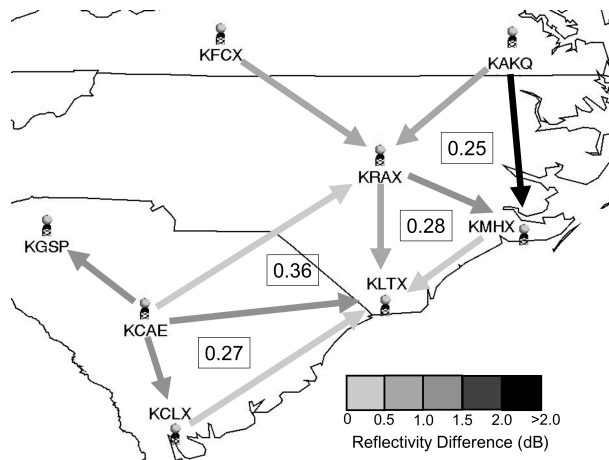 KFCX
KAKQ
0.25
KRAX
0.28
KMHX
KGSP
0.36
KLTX
KCAE
0.27
KCLX
0 0.5 1.0 1.5 2.0 >2.0
Reflectivity Difference (dB)